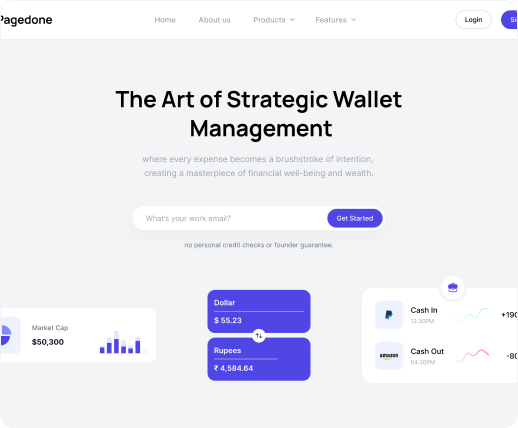 Pagedone
Home
About us
Products
Features
Login
The Art of Strategic Wallet
Management
where every expense becomes a brushstroke of intention,
creating a masterpiece of financial well-being and wealth.
What's your work email?
Get Started
no personal credit checks or founder guarantee.
Market Cap
$50,000
Dollar
$ 55.23
Rupees
₹ 4,584.64
Cash In
12:30PM
+190
amazon
Cash Out
04:30PM
-80